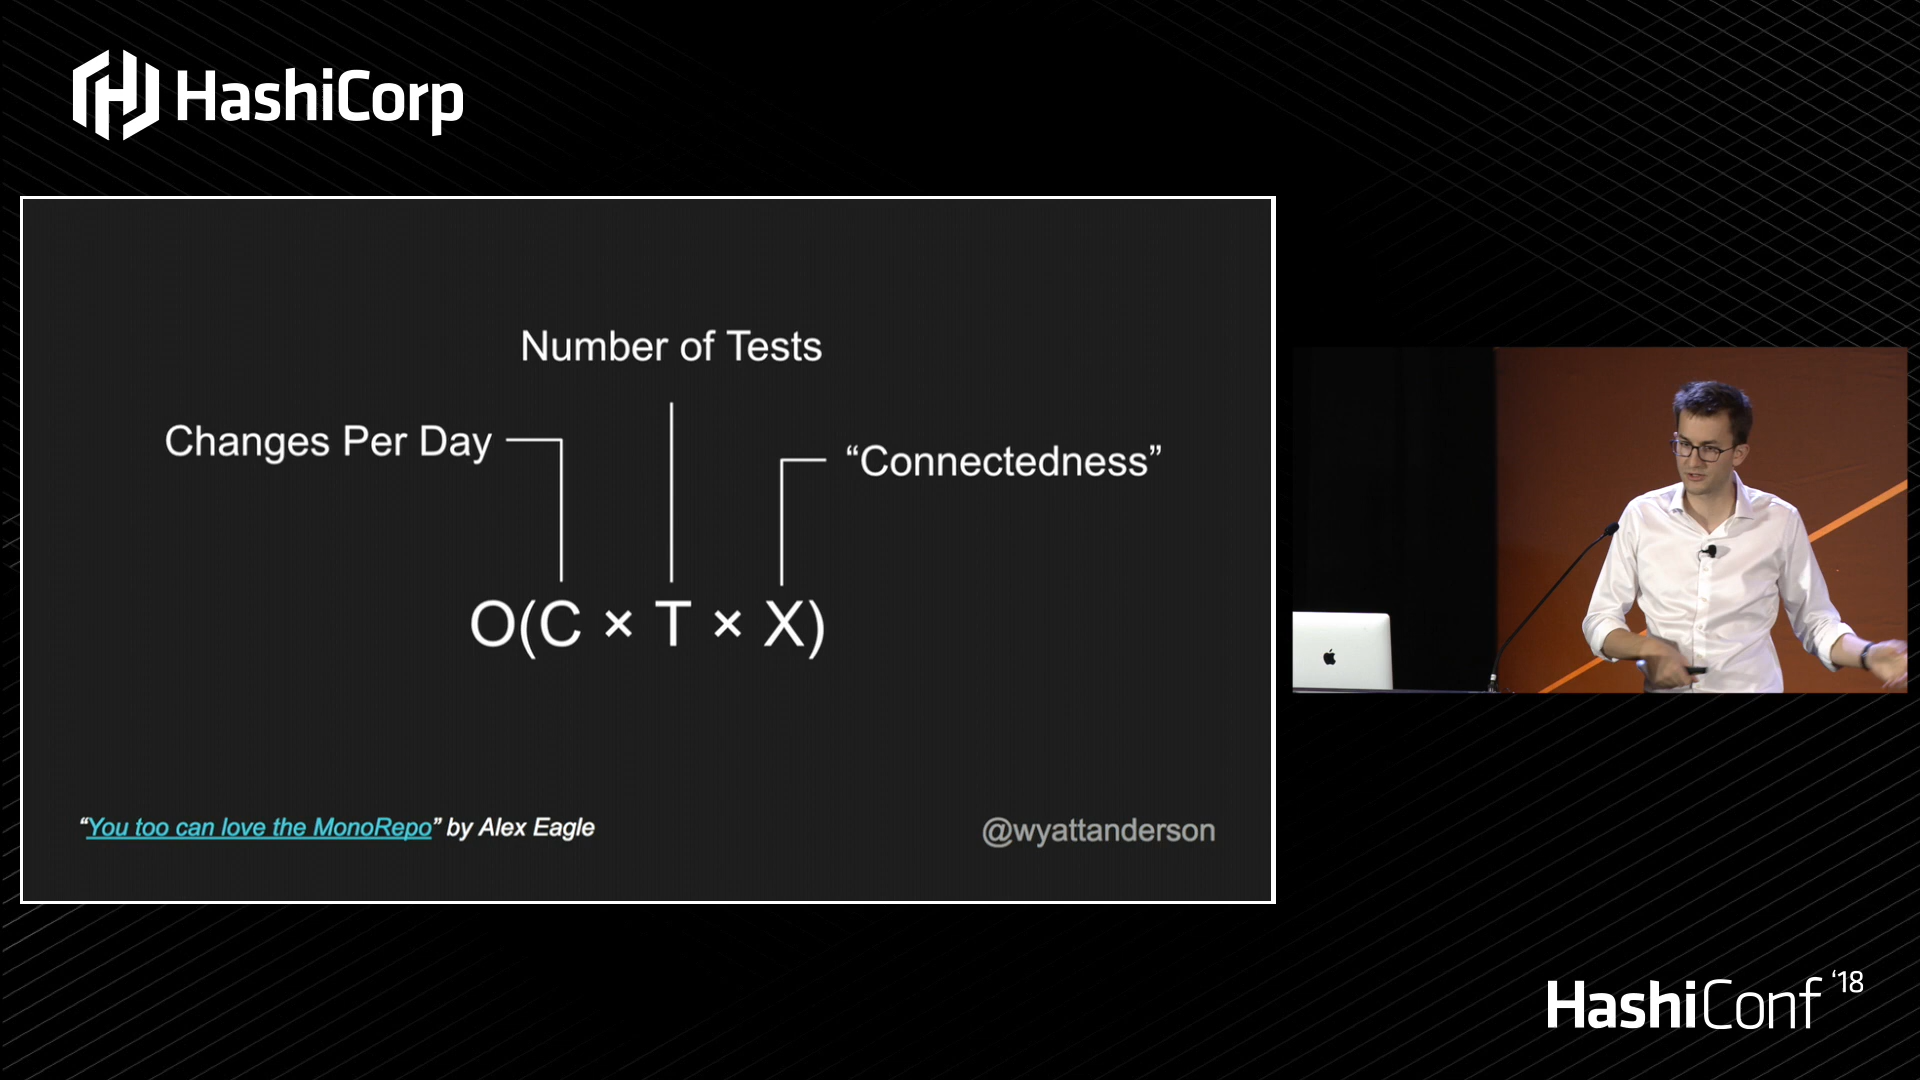 HashiCorp
Number of Tests
Changes Per Day
“Connectedness”
O(C × T × X)
“You too can love the MonoRepo” by Alex Eagle
@wyattanderson
HashiConf ‘18